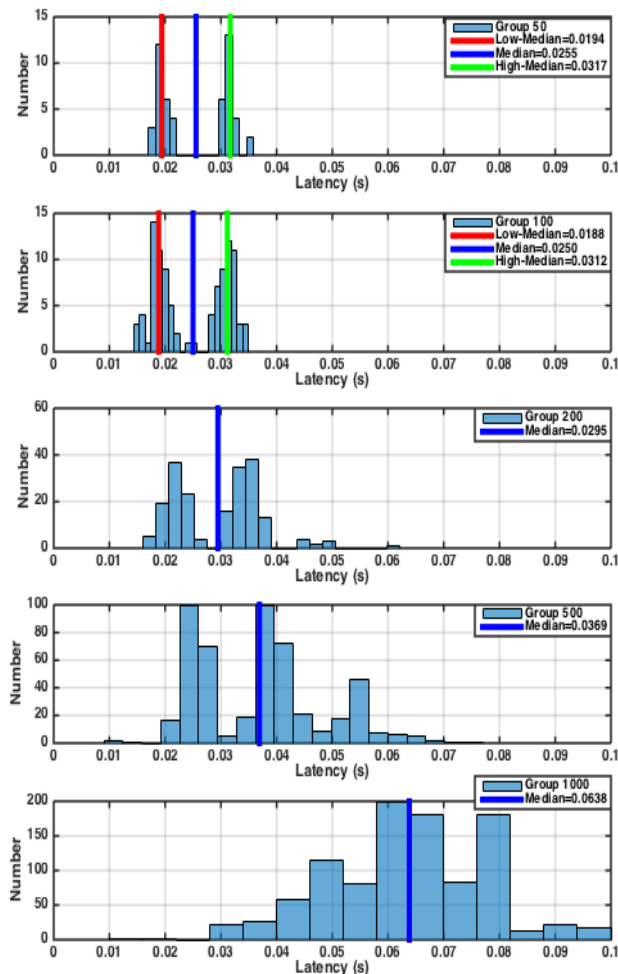 15
10
5
0
Number
0 0.01 0.02 0.03 0.04 0.05 0.06 0.07 0.08 0.09 0.1
Latency (s)
Group 50
Low-Median=0.0194
Median=0.0255
High-Median=0.0317
15
10
5
0
Number
0 0.01 0.02 0.03 0.04 0.05 0.06 0.07 0.08 0.09 0.1
Latency (s)
Group 100
Low-Median=0.0188
Median=0.0250
High-Median=0.0312
60
40
20
0
Number
0 0.01 0.02 0.03 0.04 0.05 0.06 0.07 0.08 0.09 0.1
Latency (s)
Group 200
Median=0.0295
100
80
60
40
20
0
Number
0 0.01 0.02 0.03 0.04 0.05 0.06 0.07 0.08 0.09 0.1
Latency (s)
Group 500
Median=0.0369
200
150
100
50
0
Number
0 0.01 0.02 0.03 0.04 0.05 0.06 0.07 0.08 0.09 0.1
Latency (s)
Group 1000
Median=0.0638